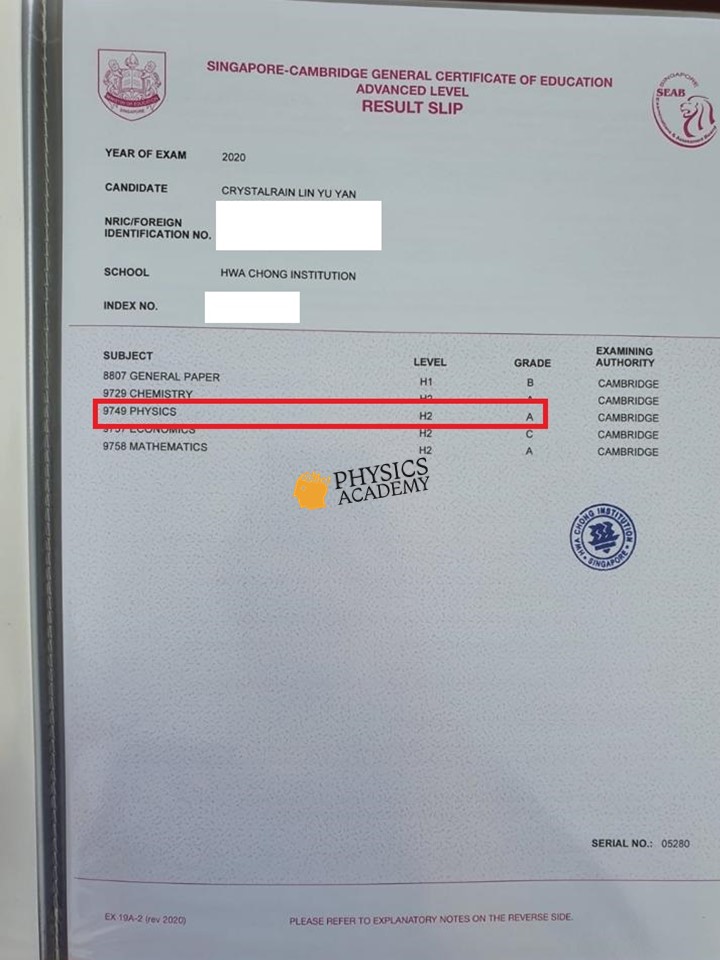 SINGAPORE-CAMBRIDGE GENERAL CERTIFICATE OF EDUCATION
ADVANCED LEVEL
RESULT SLIP
SINGAPORE
SEAB
YEAR OF EXAM 2020
CANDIDATE CRYSTALRAIN LIN YU YAN
NRIC/FOREIGN
IDENTIFICATION NO.
SCHOOL HWA CHONG INSTITUTION
INDEX NO.
SUBJECT LEVEL GRADE EXAMINING AUTHORITY
8807 GENERAL PAPER H1 B CAMBRIDGE
9729 CHEMISTRY H2 A CAMBRIDGE
9749 PHYSICS H2 A CAMBRIDGE
9757 ECONOMICS H2 C CAMBRIDGE
9758 MATHEMATICS H2 A CAMBRIDGE
PHYSICS
ACADEMY
HWA CHONG INSTITUTION
SINGAPORE
SERIAL NO.: 05280
EX 19A-2 (rev 2020) PLEASE REFER TO EXPLANATORY NOTES ON THE REVERSE SIDE.